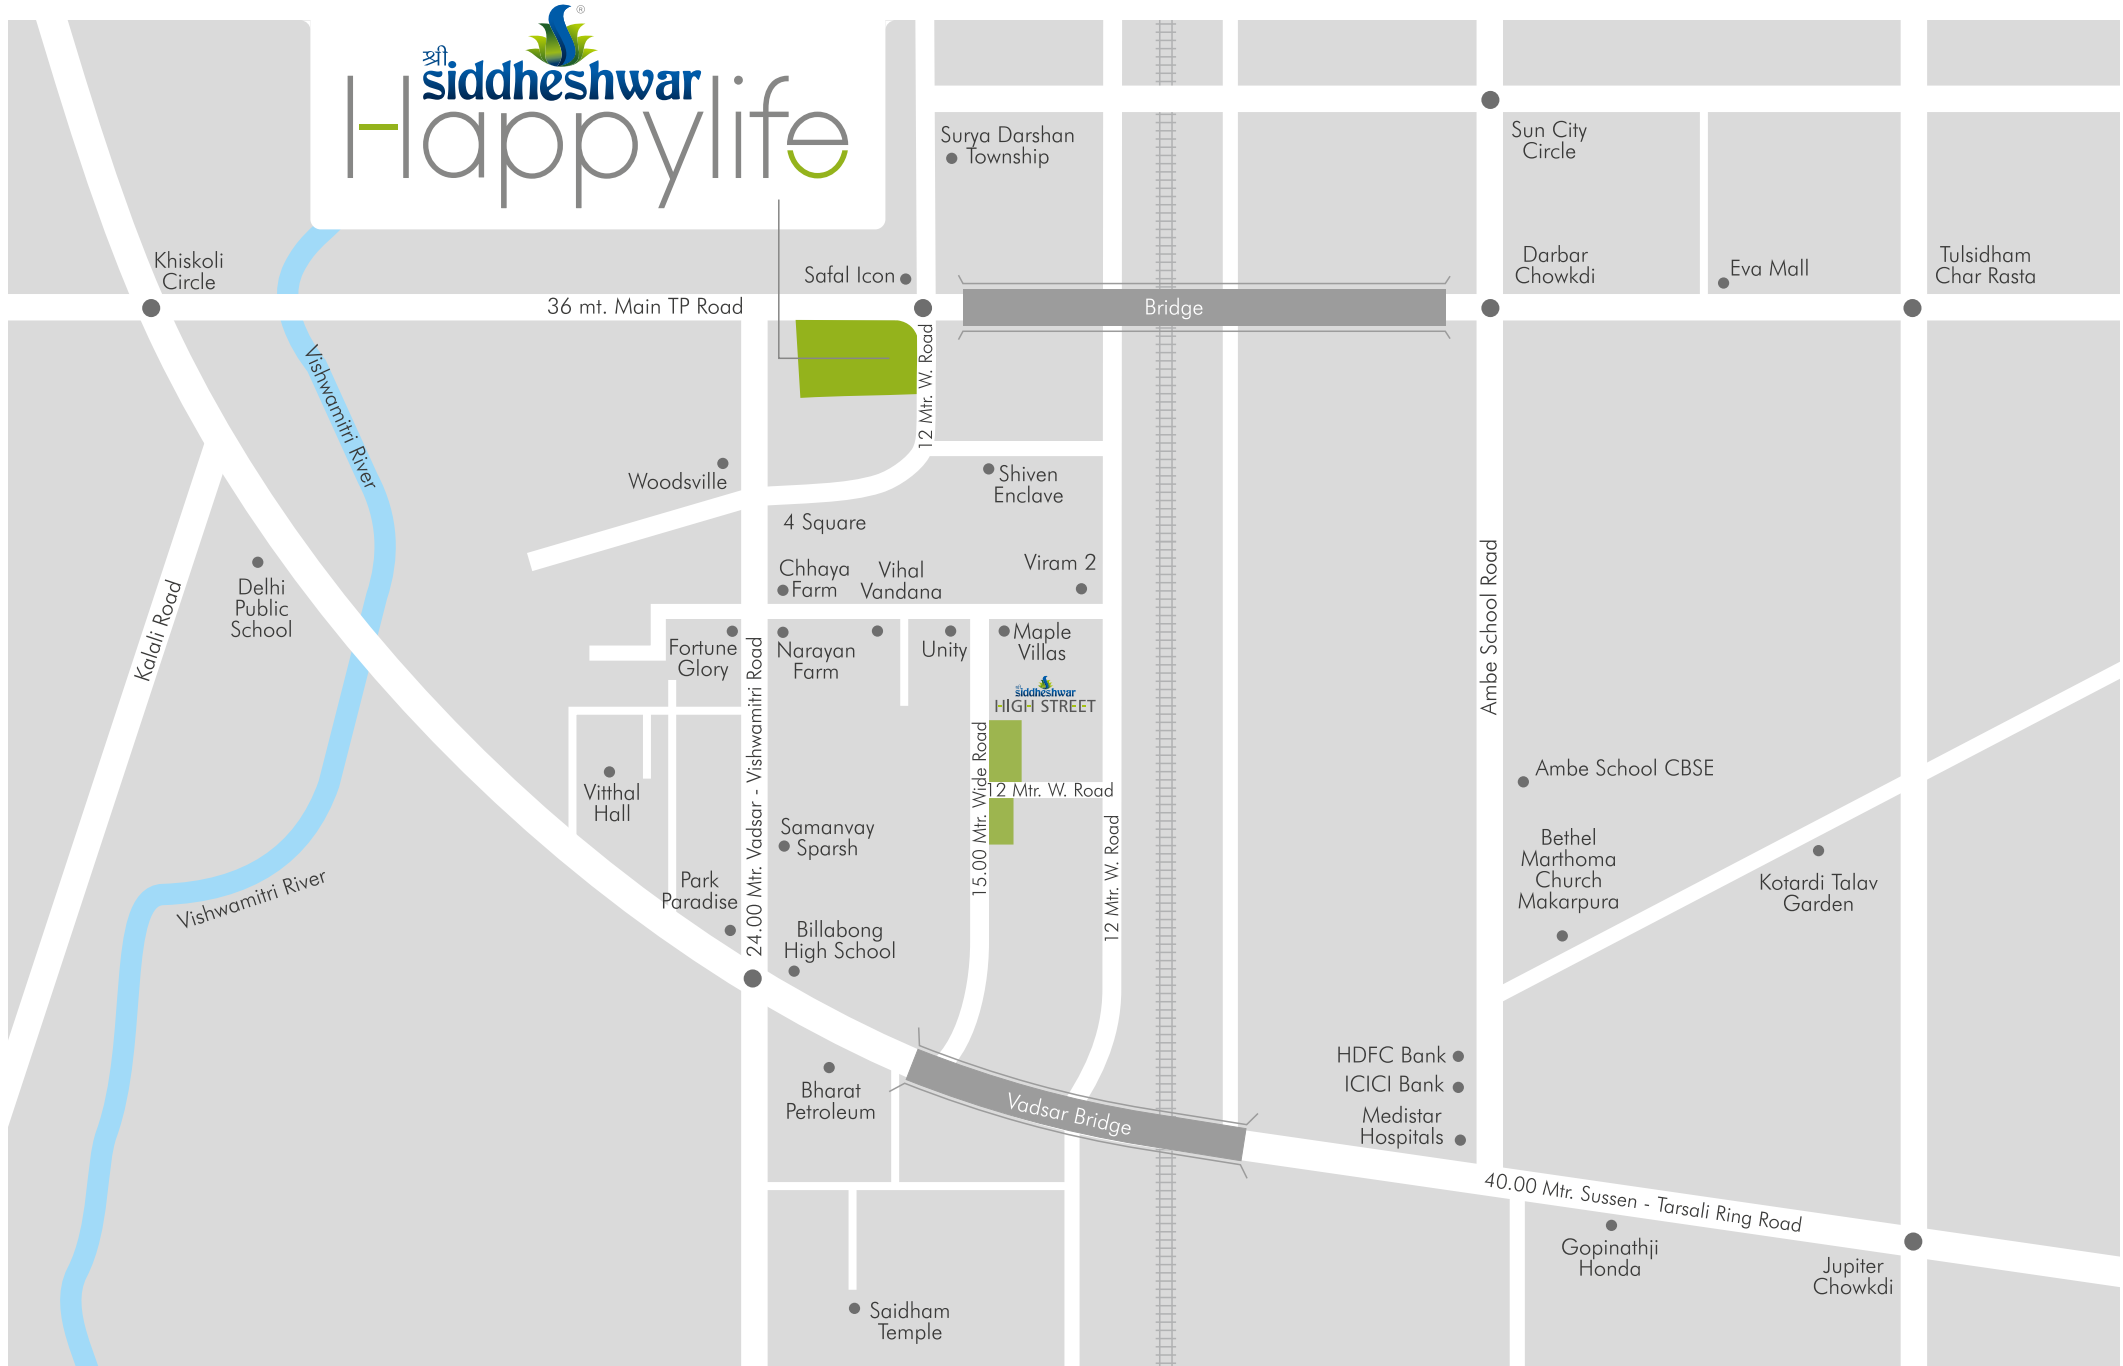 ®
श्री
siddheshwar
Happylife
Surya Darshan
Township
Sun City
Circle
Khiskoli
Circle
Safal Icon
Darbar
Chowkdi
Eva Mall
Tulsidham
Char Rasta
36 mt. Main TP Road
Bridge
12 Mtr. W. Road
Vishwamitri River
Woodsville
Shiven
Enclave
4 Square
Chhaya
Farm
Vihal
Vandana
Viram 2
Delhi
Public
School
Kalali Road
Fortune
Glory
Narayan
Farm
Unity
Maple
Villas
siddheshwar
HIGH STREET
Ambe School Road
24.00 Mtr. Vadsar - Vishwamitri Road
15.00 Mtr. Wide Road
12 Mtr. W. Road
12 Mtr. W. Road
Vitthal
Hall
Ambe School CBSE
Samanvay
Sparsh
Bethel
Marthoma
Church
Makarpura
Kotardi Talav
Garden
Park
Paradise
Vishwamitri River
Billabong
High School
HDFC Bank
ICICI Bank
Medistar
Hospitals
Bharat
Petroleum
Vadsar Bridge
40.00 Mtr. Sussen - Tarsali Ring Road
Gopinathji
Honda
Jupiter
Chowkdi
Saidham
Temple